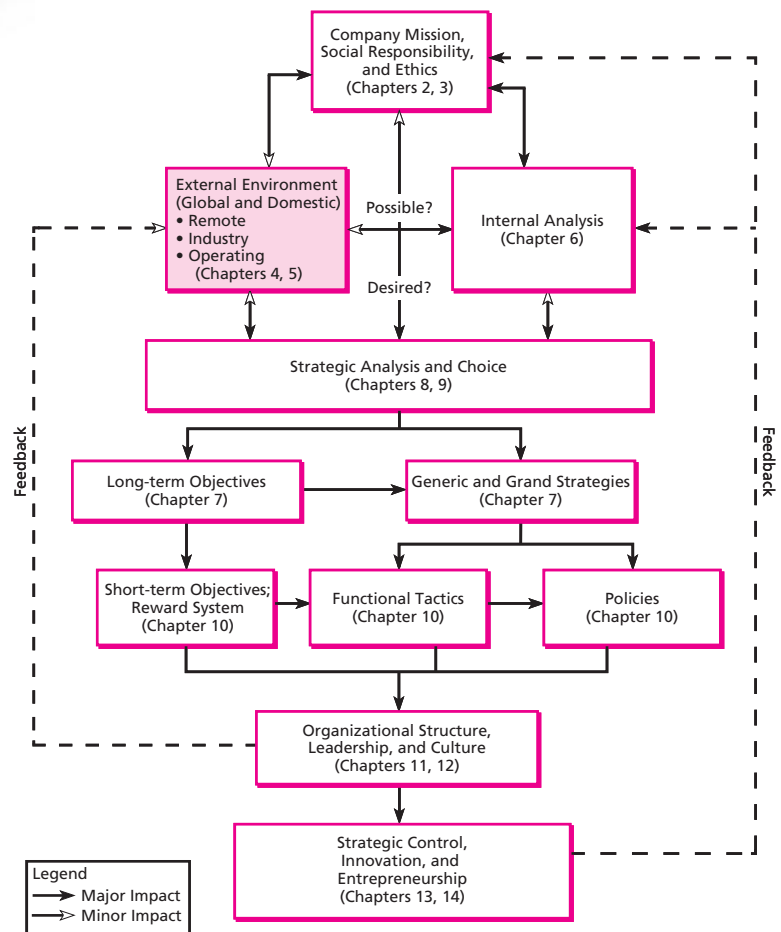 Company Mission,
Social Responsibility,
and Ethics
(Chapters 2, 3)
External Environment
(Global and Domestic)
• Remote
• Industry
• Operating
(Chapters 4, 5)
Possible?
Desired?
Internal Analysis
(Chapter 6)
Strategic Analysis and Choice
(Chapters 8, 9)
Feedback
Feedback
Long-term Objectives
(Chapter 7)
Generic and Grand Strategies
(Chapter 7)
Short-term Objectives;
Reward System
(Chapter 10)
Functional Tactics
(Chapter 10)
Policies
(Chapter 10)
Organizational Structure,
Leadership, and Culture
(Chapters 11, 12)
Strategic Control,
Innovation, and
Entrepreneurship
(Chapters 13, 14)
Legend
Major Impact
Minor Impact